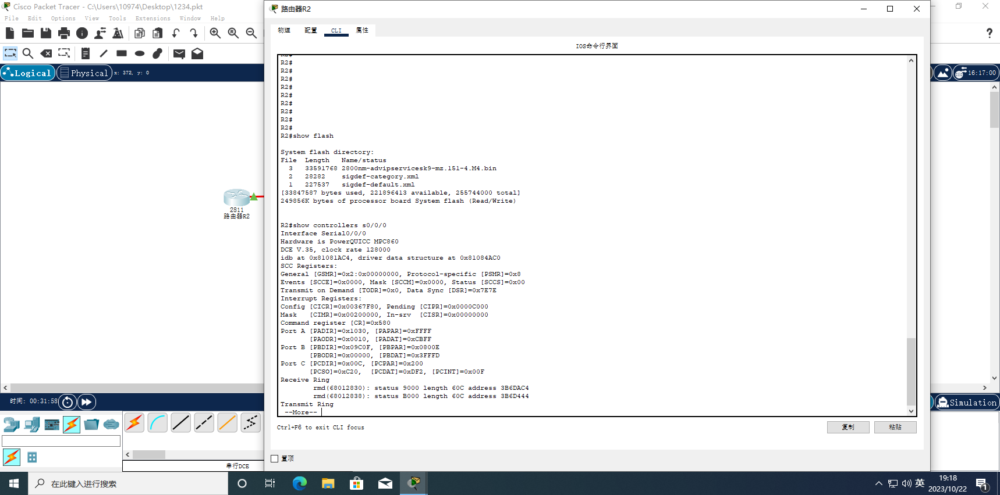 Cisco Packet Tracer - C:\Users\10974\Desktop\1234.pkt
File Edit Options View Tools Extensions Window Help
Logical Physical x: 372, y: 0
2811
路由器R2
时间: 00:31:58
串行DCE
路由器R2
物理 配置 CLI 属性
IOS命令行界面
R2#
R2#
R2#
R2#
R2#
R2#
R2#
R2#
R2#
R2#
R2#show flash
System flash directory:
File Length Name/status
3 33591768 2800nm-advipservicesk9-mz.151-4.M4.bin
2 28282 sigdef-category.xml
1 227537 sigdef-default.xml
[33847587 bytes used, 221896413 available, 255744000 total]
249856K bytes of processor board System flash (Read/Write)
R2#show controllers s0/0/0
Interface Serial0/0/0
Hardware is PowerQUICC MPC860
DCE V.35, clock rate 128000
idb at 0x81081AC4, driver data structure at 0x81084AC0
SCC Registers:
General [GSMR]=0x2:0x00000000, Protocol-specific [PSMR]=0x8
Events [SCCE]=0x0000, Mask [SCCM]=0x0000, Status [SCCS]=0x00
Transmit on Demand [TODR]=0x0, Data Sync [DSR]=0x7E7E
Interrupt Registers:
Config [CICR]=0x00367F80, Pending [CIPR]=0x0000C000
Mask [CIMR]=0x00200000, In-srv [CISR]=0x00000000
Command register [CR]=0x580
Port A [PADIR]=0x1030, [PAPAR]=0xFFFF
[PAODR]=0x0010, [PADAT]=0xCBFF
Port B [PBDIR]=0x09C0F, [PBPAR]=0x0800E
[PBODR]=0x00000, [PBDAT]=0x3FFFD
Port C [PCDIR]=0x00C, [PCPAR]=0x200
[PCSO]=0xC20, [PCDAT]=0xDF2, [PCINT]=0x00F
Receive Ring
rmd(68012830): status 9000 length 60C address 3B6DAC4
rmd(68012838): status B000 length 60C address 3B6D444
Transmit Ring
--More--
Ctrl+F6 to exit CLI focus
复制 粘贴
置顶
16:17:00
Simulation
在此键入进行搜索
英
19:18
2023/10/22
1